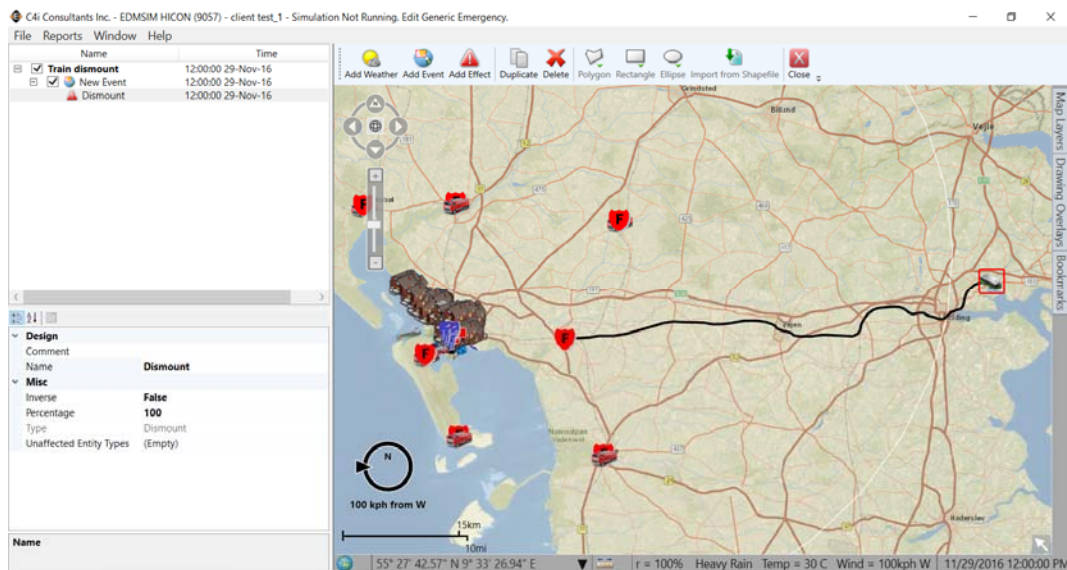 C4i Consultants Inc. - EDMSIM HICON (9057) - client test_1 - Simulation Not Running. Edit Generic Emergency.
File Reports Window Help
Name Time
Train dismount 12:00:00 29-Nov-16
New Event 12:00:00 29-Nov-16
Dismount 12:00:00 29-Nov-16
Design
Comment
Name Dismount
Misc
Inverse False
Percentage 100
Type Dismount
Unaffected Entity Types (Empty)
Name
Add Weather Add Event Add Effect Duplicate Delete Polygon Rectangle Ellipse Import from Shapefile Close
Grindsted
Billund
Vejle
Map Layers
Drawing Overlays
Bookmarks
F
F
F
F
Vejen
N
100 kph from W
15km
10mi
Haderslev
55° 27' 42.57" N 9° 33' 26.94" E r = 100% Heavy Rain Temp = 30 C Wind = 100kph W 11/29/2016 12:00:00 PM